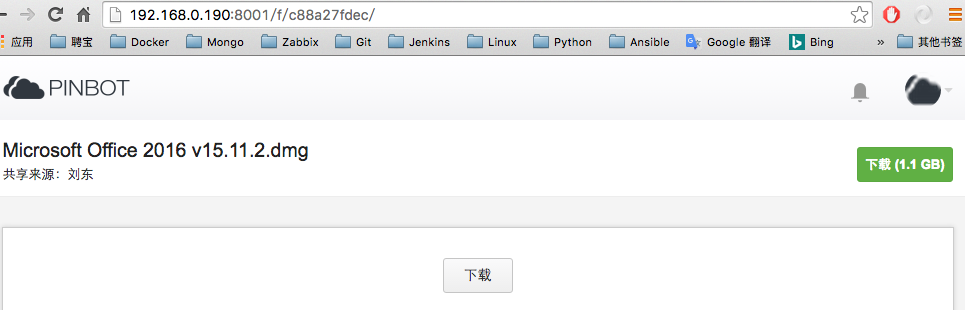 192.168.0.190:8001/f/c88a27fdec/
应用 聘宝 Docker Mongo Zabbix Git Jenkins Linux Python Ansible Google 翻译 Bing » 其他书签
PINBOT
Microsoft Office 2016 v15.11.2.dmg
共享来源：刘东
下载 (1.1 GB)
下载